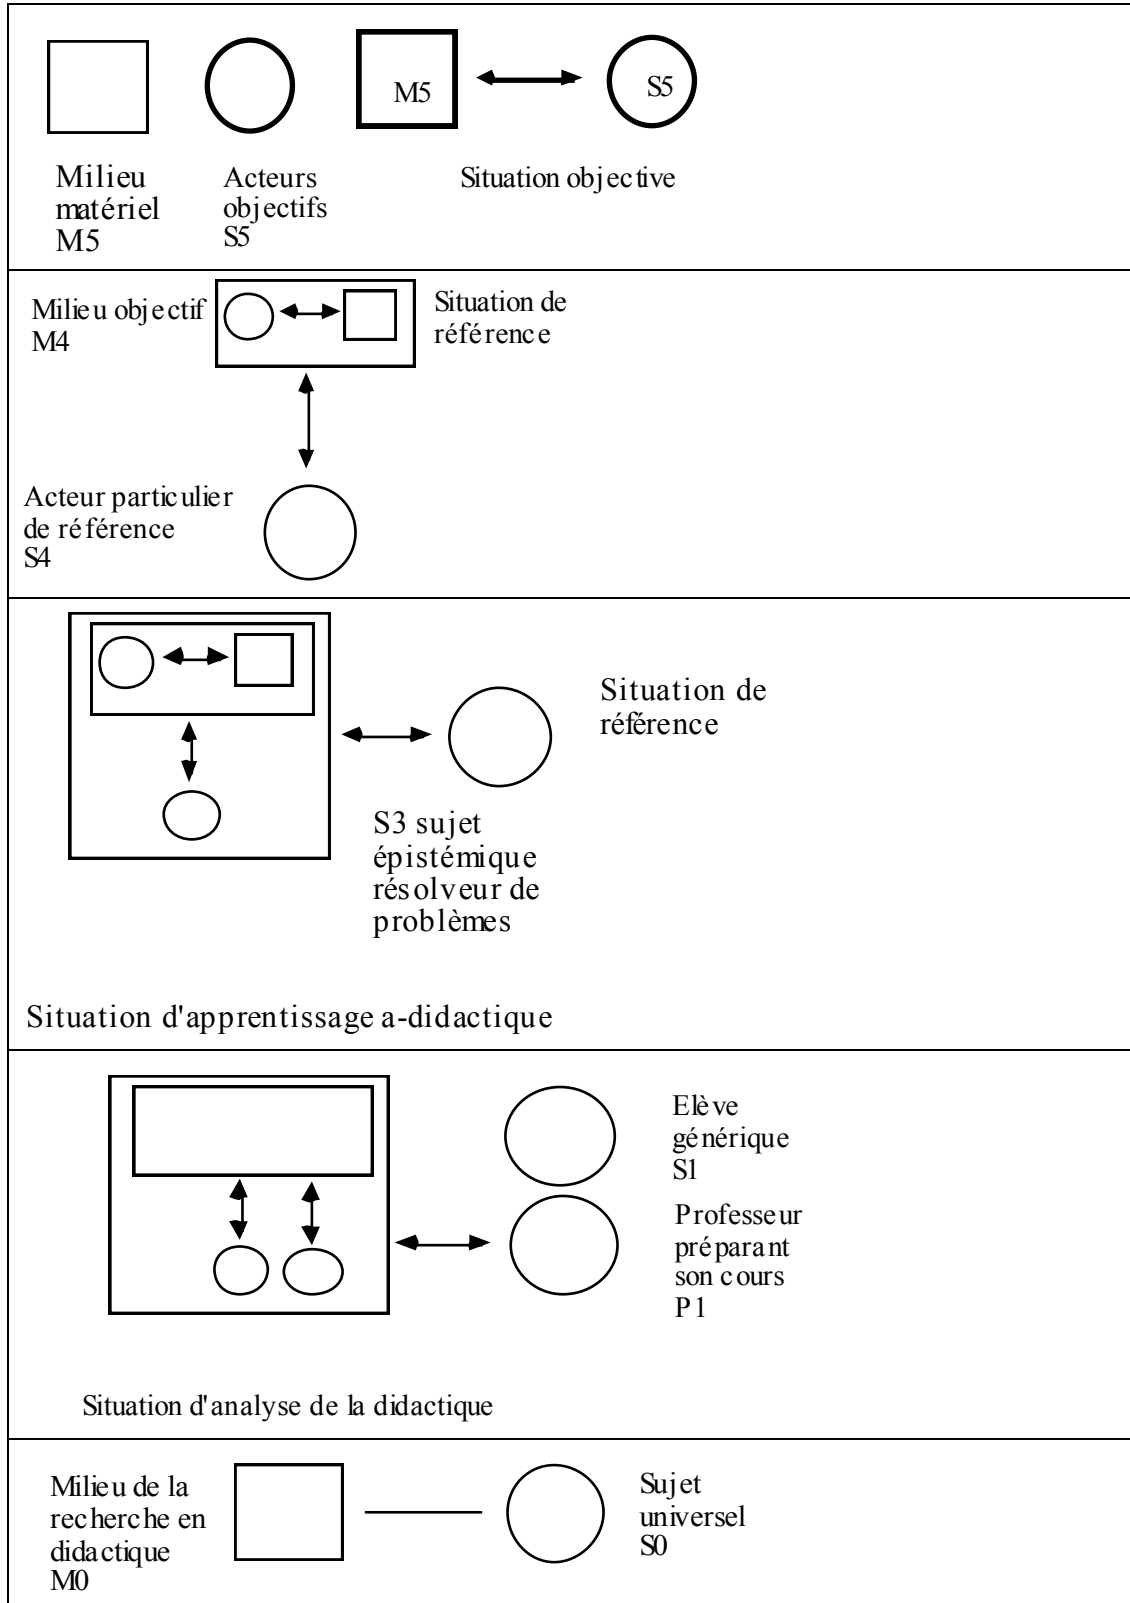 M5
S5
Milieu
matériel
M5
Acteurs
objectifs
S5
Situation objective
Milieu objectif
M4
Situation de
référence
Acteur particulier
de référence
S4
Situation de
référence
S3 sujet
épistémique
résolveur de
problèmes
Situation d'apprentissage a-didactique
Elève
générique
S1
Professeur
préparant
son cours
P1
Situation d'analyse de la didactique
Milieu de la
recherche en
didactique
M0
Sujet
universel
S0